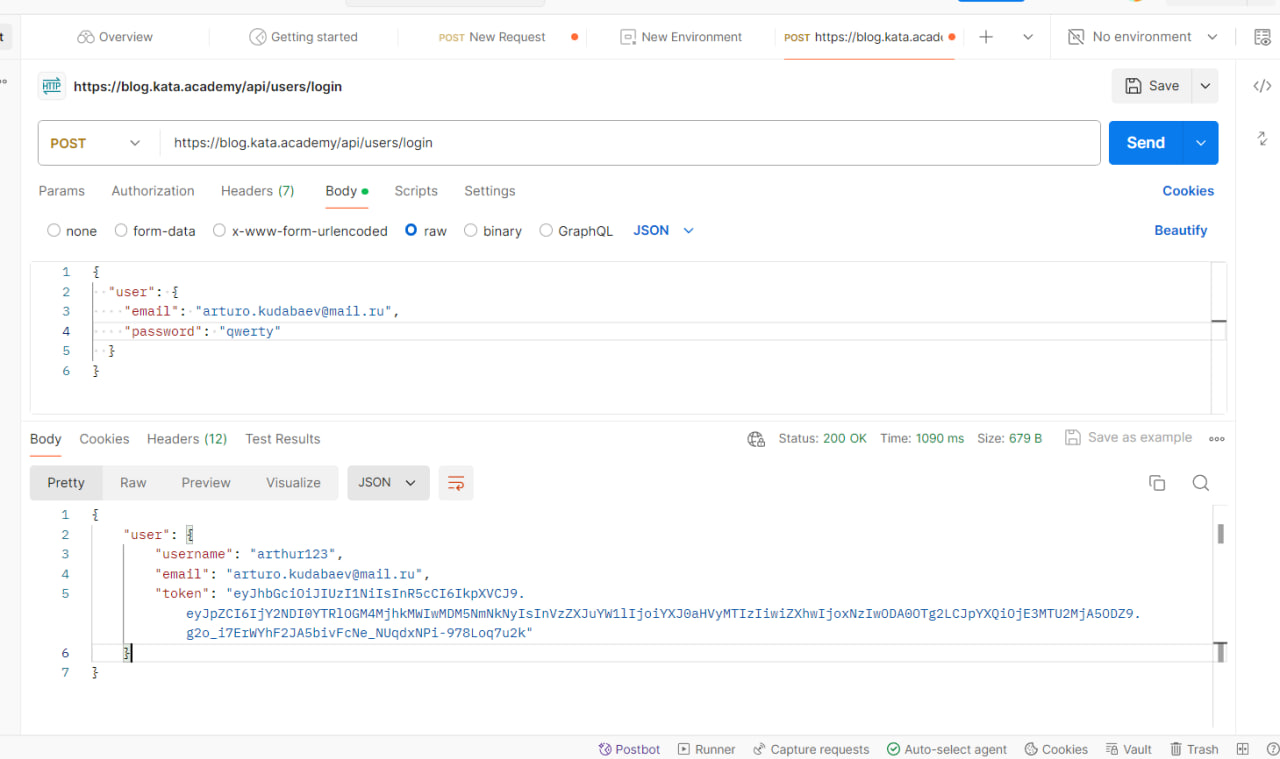 t
Overview
Getting started
POST New Request
New Environment
POST https://blog.kata.acade
No environment
HTTP https://blog.kata.academy/api/users/login
Save
POST
https://blog.kata.academy/api/users/login
Send
Params Authorization Headers (7) Body Scripts Settings Cookies
none form-data x-www-form-urlencoded raw binary GraphQL JSON Beautify
1 {
2 "user": {
3 "email": "arturo.kudabaev@mail.ru",
4 "password": "qwerty"
5 }
6 }
Body Cookies Headers (12) Test Results Status: 200 OK Time: 1090 ms Size: 679 B Save as example
Pretty Raw Preview Visualize JSON
1 {
2 "user": {
3 "username": "arthur123",
4 "email": "arturo.kudabaev@mail.ru",
5 "token": "eyJhbGciOiJIUzI1NiIsInR5cCI6IkpXVCJ9.
eyJpZCI6IjY2NDI0YTRlOGM4MjhkMWIwMDM5NmNkNyIsInVzZXJuYW1lIjoiYXJ0aHVyMTIzIiwiZXhwIjoxNzIwODA0OTg2LCJpYXQiOjE3MTU2MjA5ODZ9.
g2o_i7ErWYhF2JA5bivFcNe_NUqdxNPi-978Loq7u2k"
6 }
7 }
Postbot Runner Capture requests Auto-select agent Cookies Vault Trash